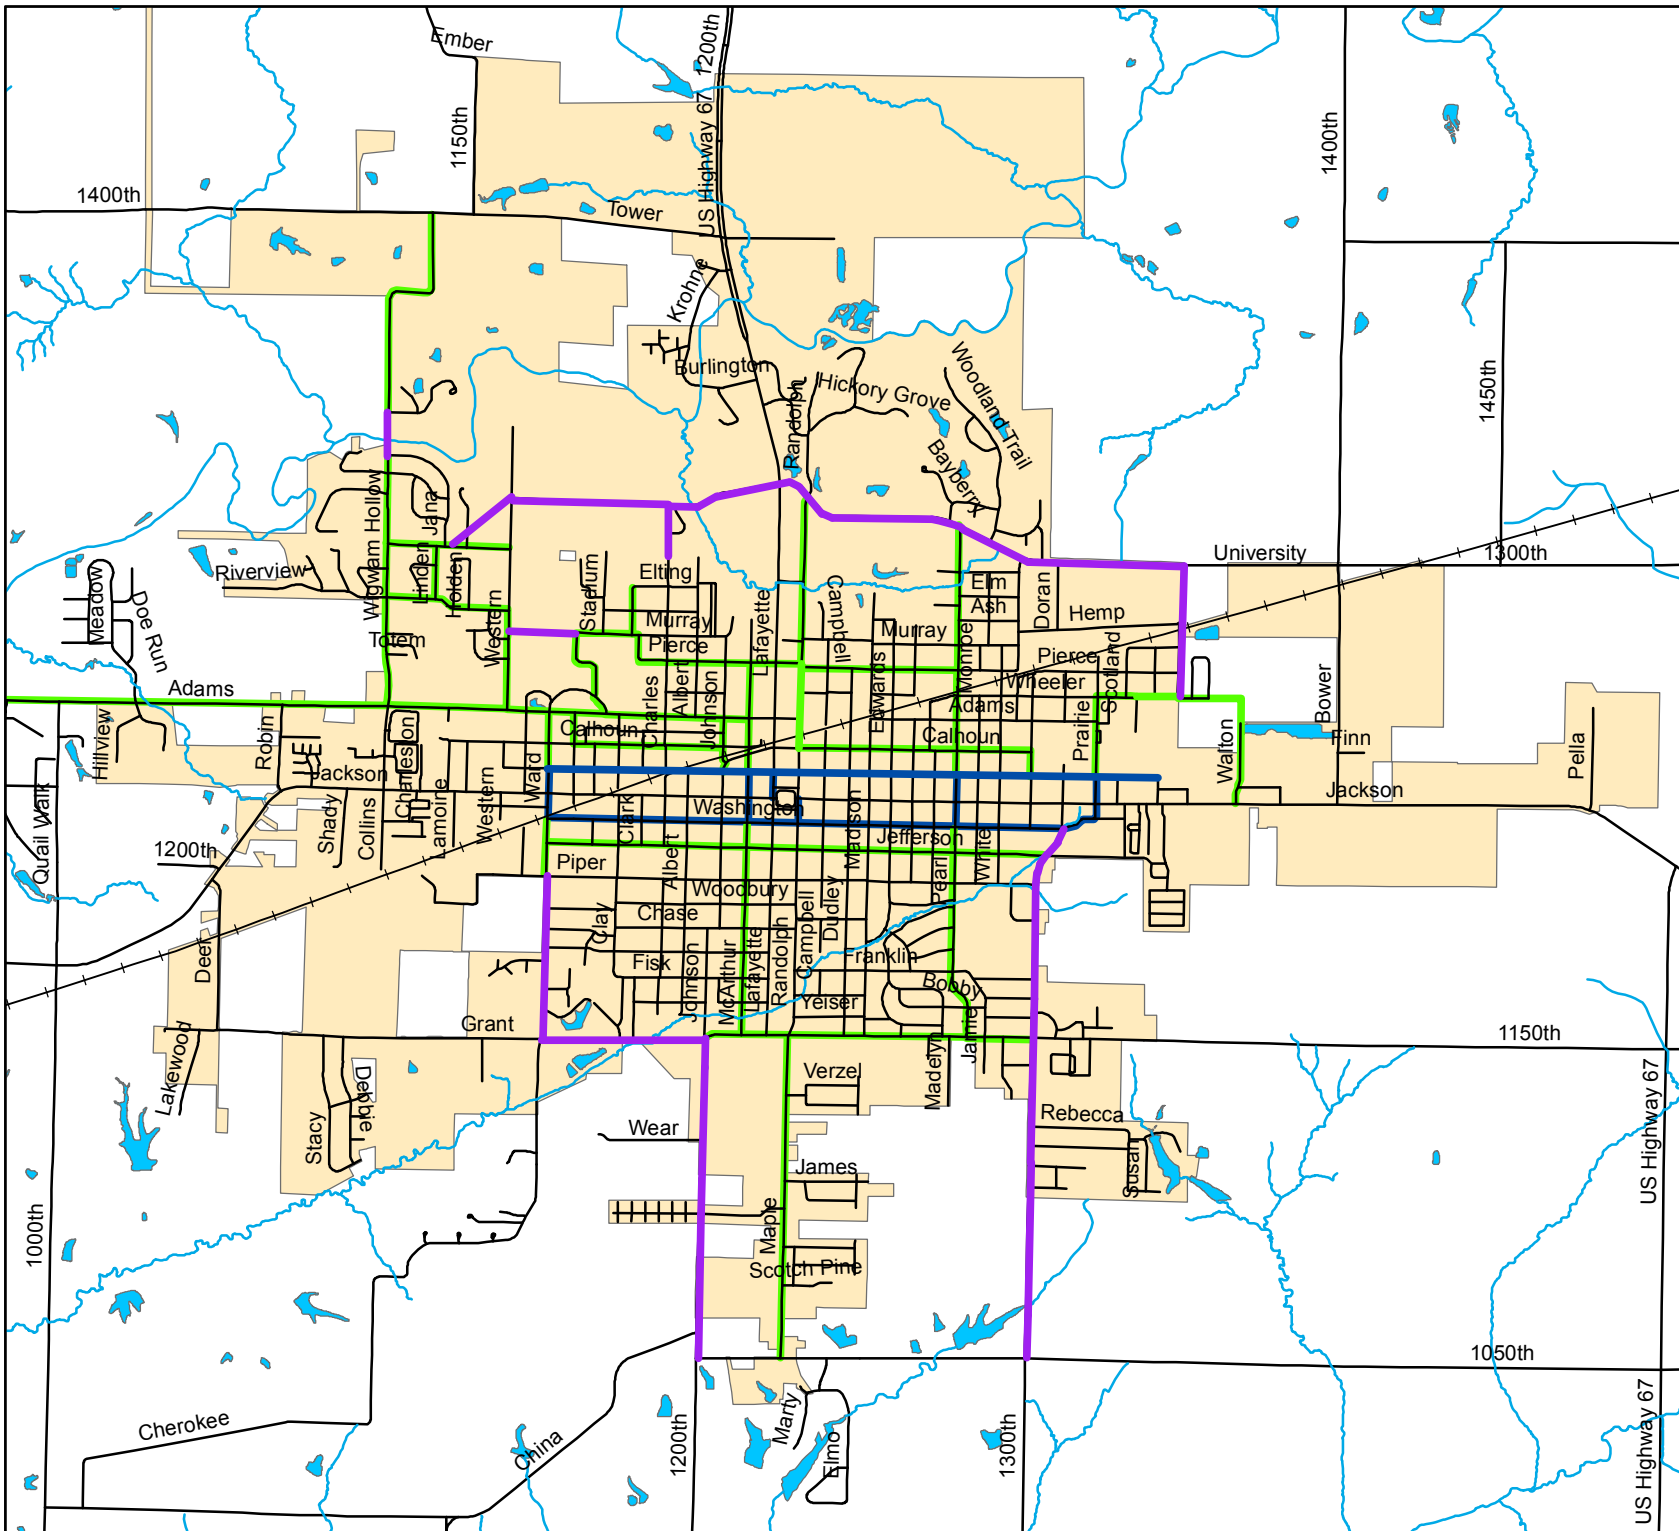 Ember
1200th
1150th
1400th
US Highway 67
1400th
Tower
Krohne
Burlington
Randolph
Hickory Grove
Woodland Trail
1450th
Bayberry
Wigwam Hollow
Jana
University
1300th
Riverview
Linden
Holden
Stadium
Elting
Campbell
Elm
Ash
Doran
Hemp
Meadow
Doe Run
Totem
Western
Murray
Pierce
Lafayette
Murray
Monroe
Pierce
Scotland
Adams
Albert
Charles
Johnson
Edwards
Wheeler
Adams
Bower
Hillview
Robin
Charleston
Calhoun
Calhoun
Prairie
Walton
Finn
Pella
Jackson
Ward
Jackson
Quail Walk
Shady
Collins
Lamoine
Western
Clark
Washington
Madison
Jefferson
White
1200th
Piper
Albert
Woodbury
Pearl
Chase
Clay
Dudley
Campbell
Deer
Fisk
Johnson
McArthur
Lafayette
Randolph
Franklin
Bobby
Yeiser
Grant
Jamie
1150th
Lakewood
Debbie
Stacy
Verzel
Madelyn
US Highway 67
Wear
Rebecca
Susan
James
1000th
Maple
Scotch Pine
1050th
Cherokee
China
1200th
Marty
Elmo
1300th
US Highway 67